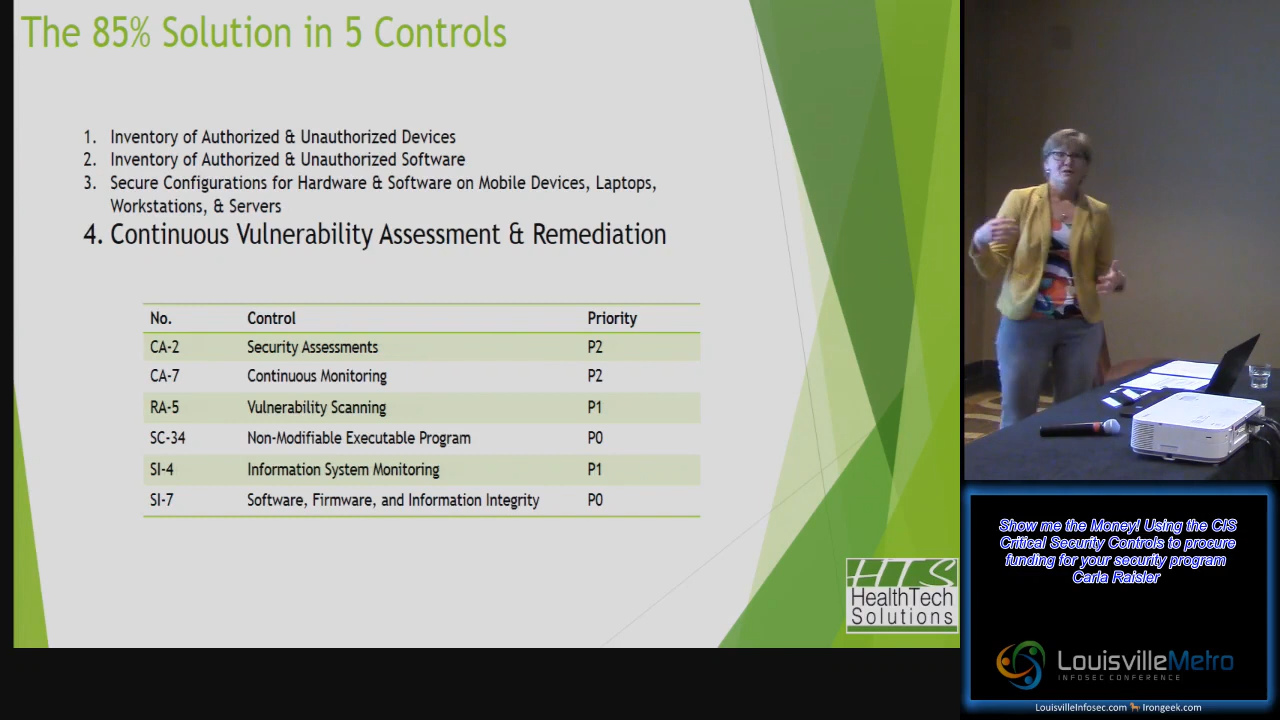 The 85% Solution in 5 Controls
1. Inventory of Authorized & Unauthorized Devices
2. Inventory of Authorized & Unauthorized Software
3. Secure Configurations for Hardware & Software on Mobile Devices, Laptops,
Workstations, & Servers
4. Continuous Vulnerability Assessment & Remediation
No. Control Priority
CA-2 Security Assessments P2
CA-7 Continuous Monitoring P2
RA-5 Vulnerability Scanning P1
SC-34 Non-Modifiable Executable Program P0
SI-4 Information System Monitoring P1
SI-7 Software, Firmware, and Information Integrity P0
HTS
HealthTech
Solutions
Show me the Money! Using the CIS
Critical Security Controls to procure
funding for your security program
Carla Raisler
LouisvilleMetro
INFOSEC CONFERENCE
LouisvilleInfosec.com Irongeek.com